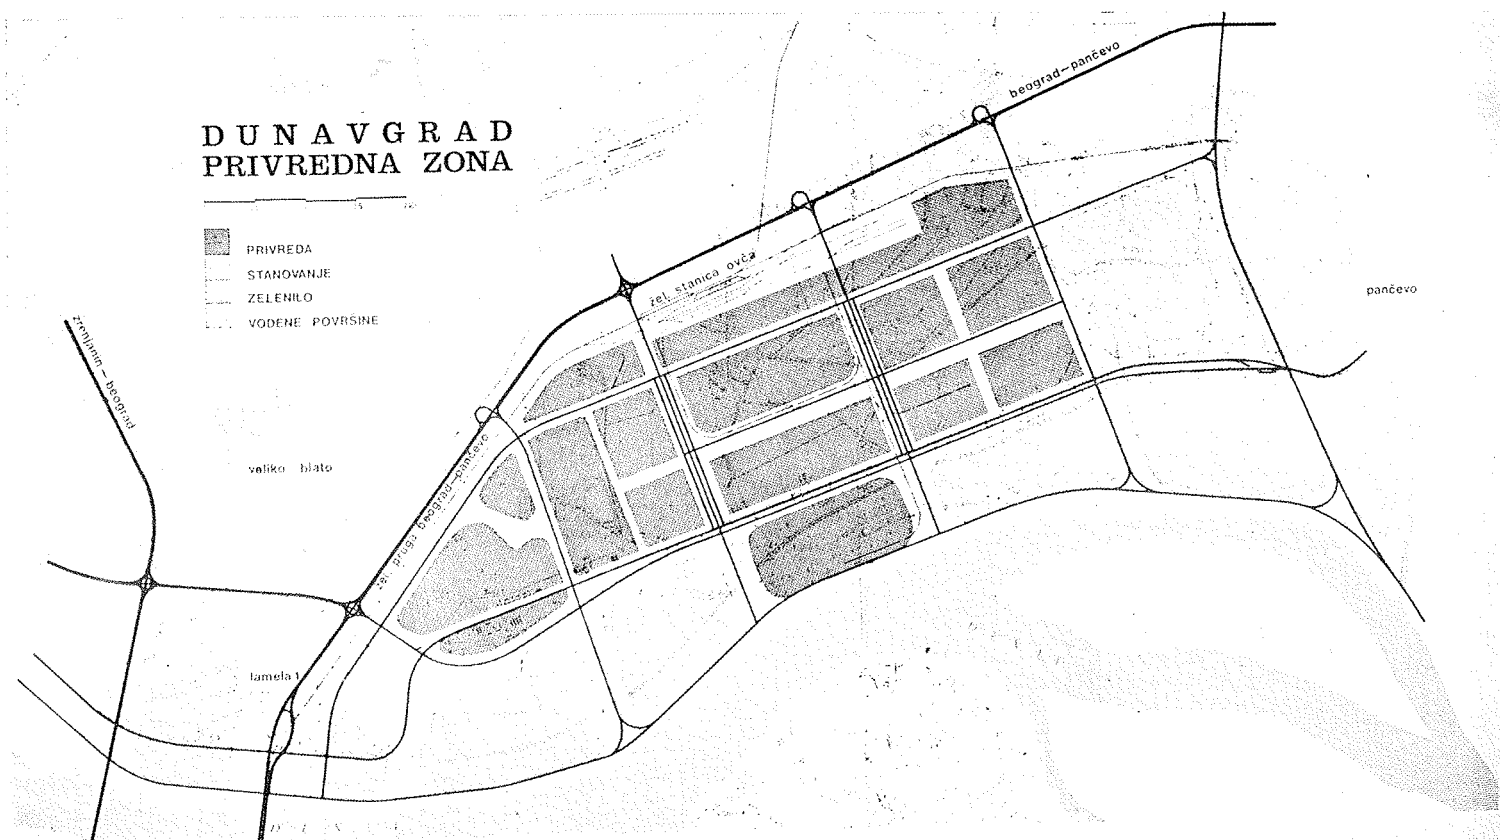 DUNAVGRAD
PRIVREDNA ZONA
PRIVREDA
STANOVANJE
ZELENILO
VODENE POVRŠINE
beograd–pančevo
žel. stanica ovča
pančevo
zrenjanin–beograd
veliko blato
žel. pruga beograd–pančevo
lamela 1